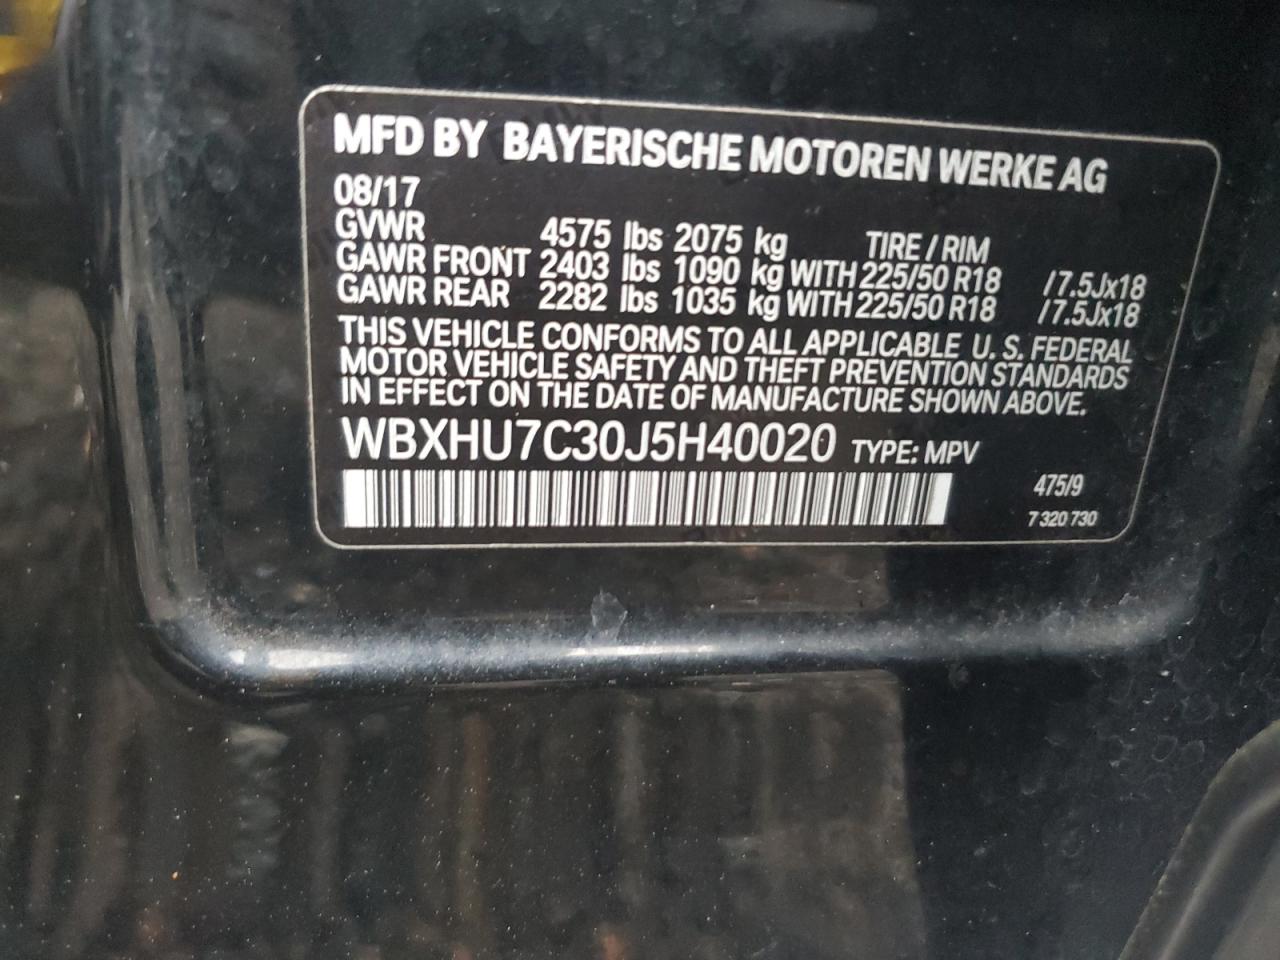 MFD BY BAYERISCHE MOTOREN WERKE AG
08/17
GVWR 4575 lbs 2075 kg TIRE / RIM
GAWR FRONT 2403 lbs 1090 kg WITH 225/50 R18 /7.5Jx18
GAWR REAR 2282 lbs 1035 kg WITH 225/50 R18 /7.5Jx18
THIS VEHICLE CONFORMS TO ALL APPLICABLE U. S. FEDERAL
MOTOR VEHICLE SAFETY AND THEFT PREVENTION STANDARDS
IN EFFECT ON THE DATE OF MANUFACTURE SHOWN ABOVE.
WBXHU7C30J5H40020 TYPE: MPV
475/9
7 320 730